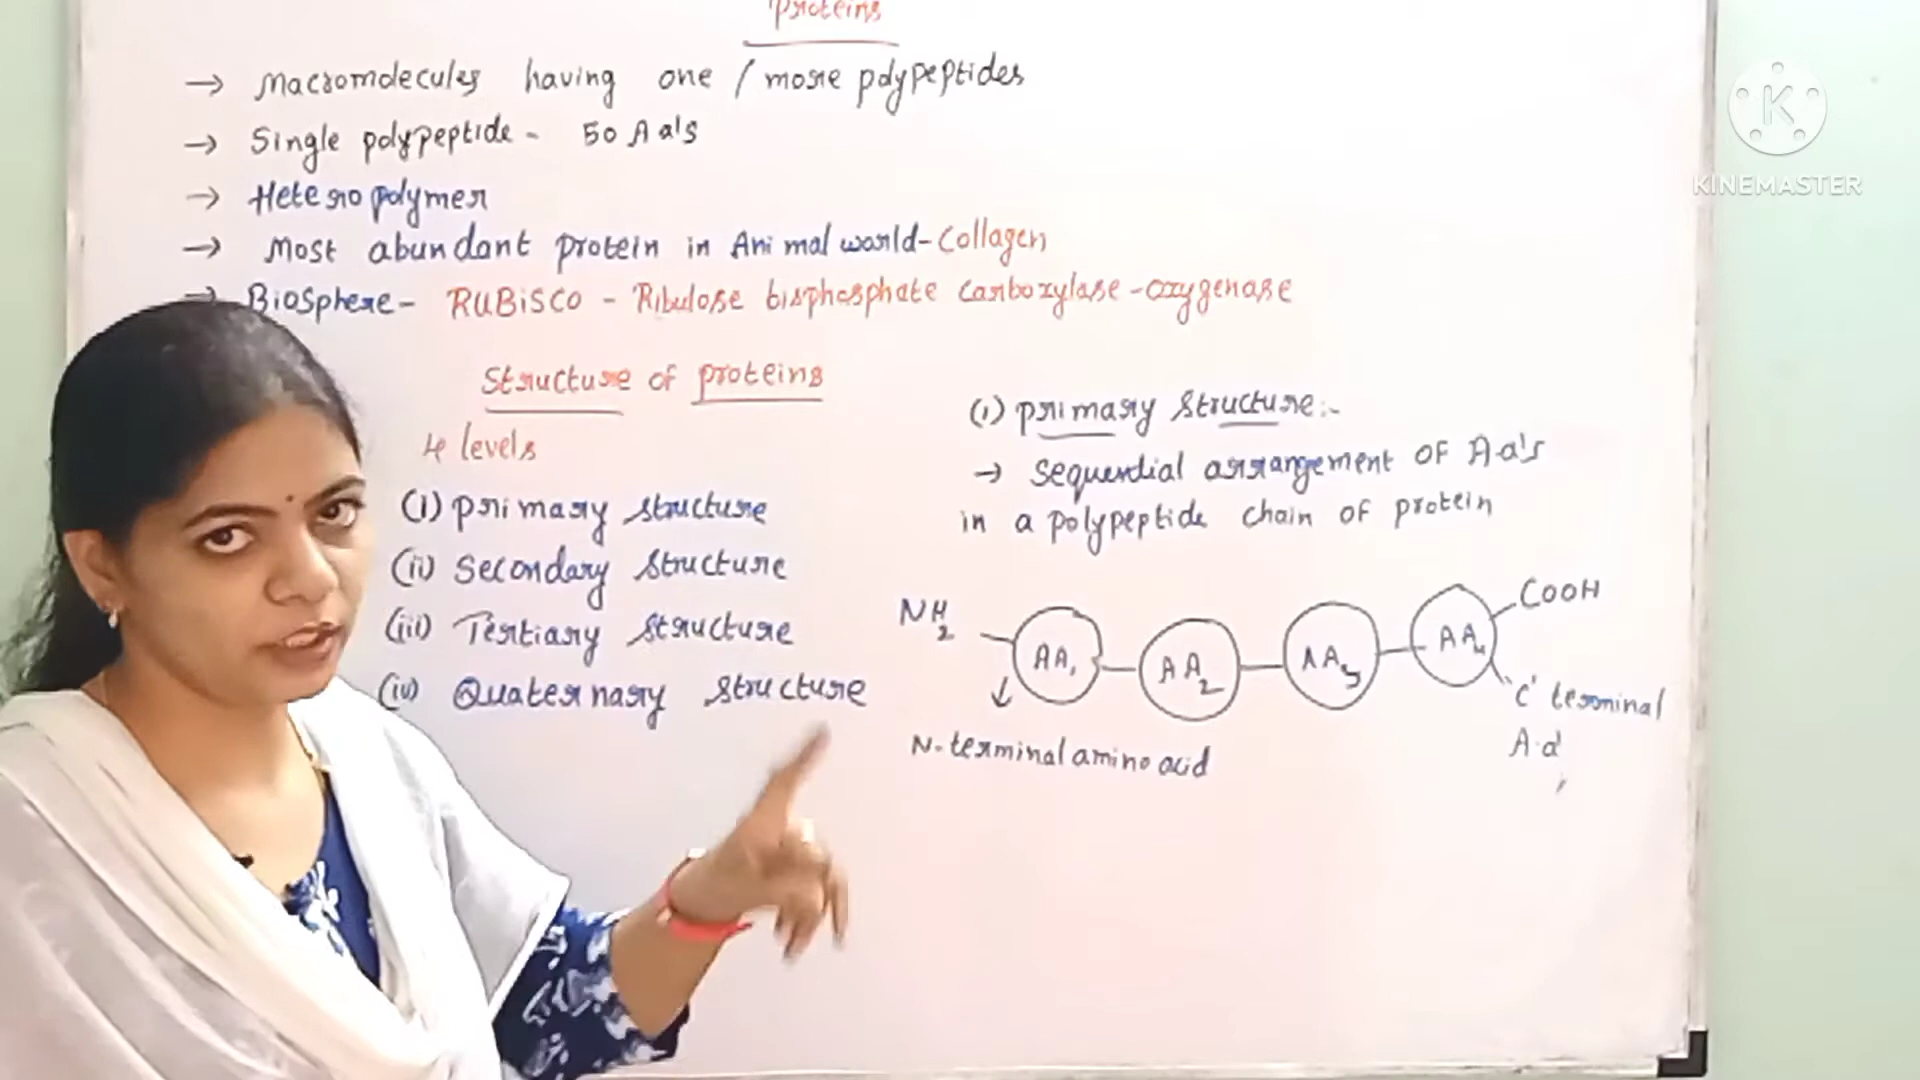 Proteins
→ Macromolecules having one / more polypeptides
→ Single polypeptide - 50 A a's
→ Heteropolymer
→ Most abundant protein in Animal world - Collagen
→ Biosphere - RUBISCO - Ribulose bisphosphate carboxylase - oxygenase
Structure of proteins
4 levels
(i) primary structure
(ii) Secondary structure
(iii) Tertiary structure
(iv) Quaternary structure
(i) primary structure:-
→ sequential arrangement of A.a's
in a polypeptide chain of protein
NH2
AA1
AA2
AA3
AA4
COOH
N-terminal amino acid
'C' terminal
A.a
K
KINEMASTER